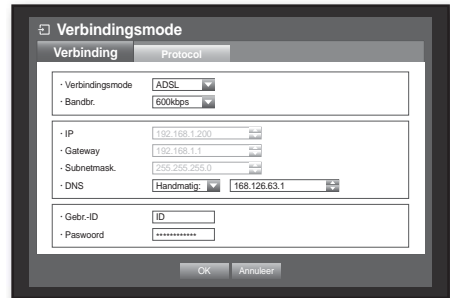 Verbindingsmode
Verbinding Protocol
· Verbindingsmode ADSL
· Bandbr. 600kbps
· IP 192.168.1.200
· Gateway 192.168.1.1
· Subnetmask. 255.255.255.0
· DNS Handmatig: 168.126.63.1
· Gebr.-ID ID
· Paswoord ************
OK Annuleer